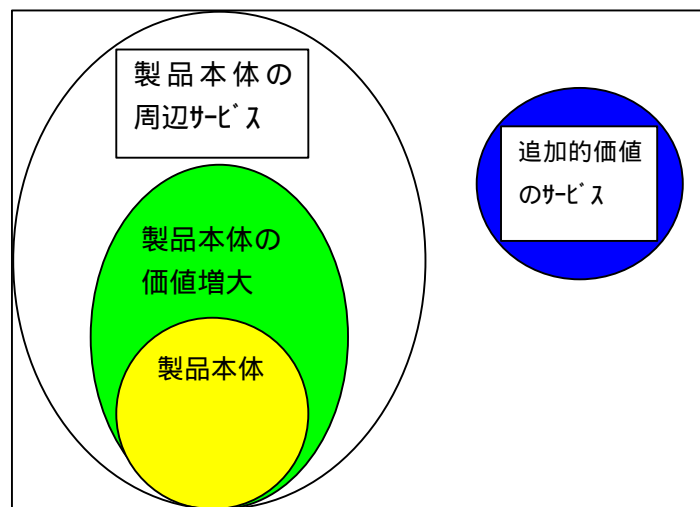 製品本体の
周辺ｻｰﾋﾞｽ
製品本体の
価値増大
製品本体
追加的価値
のｻｰﾋﾞｽ